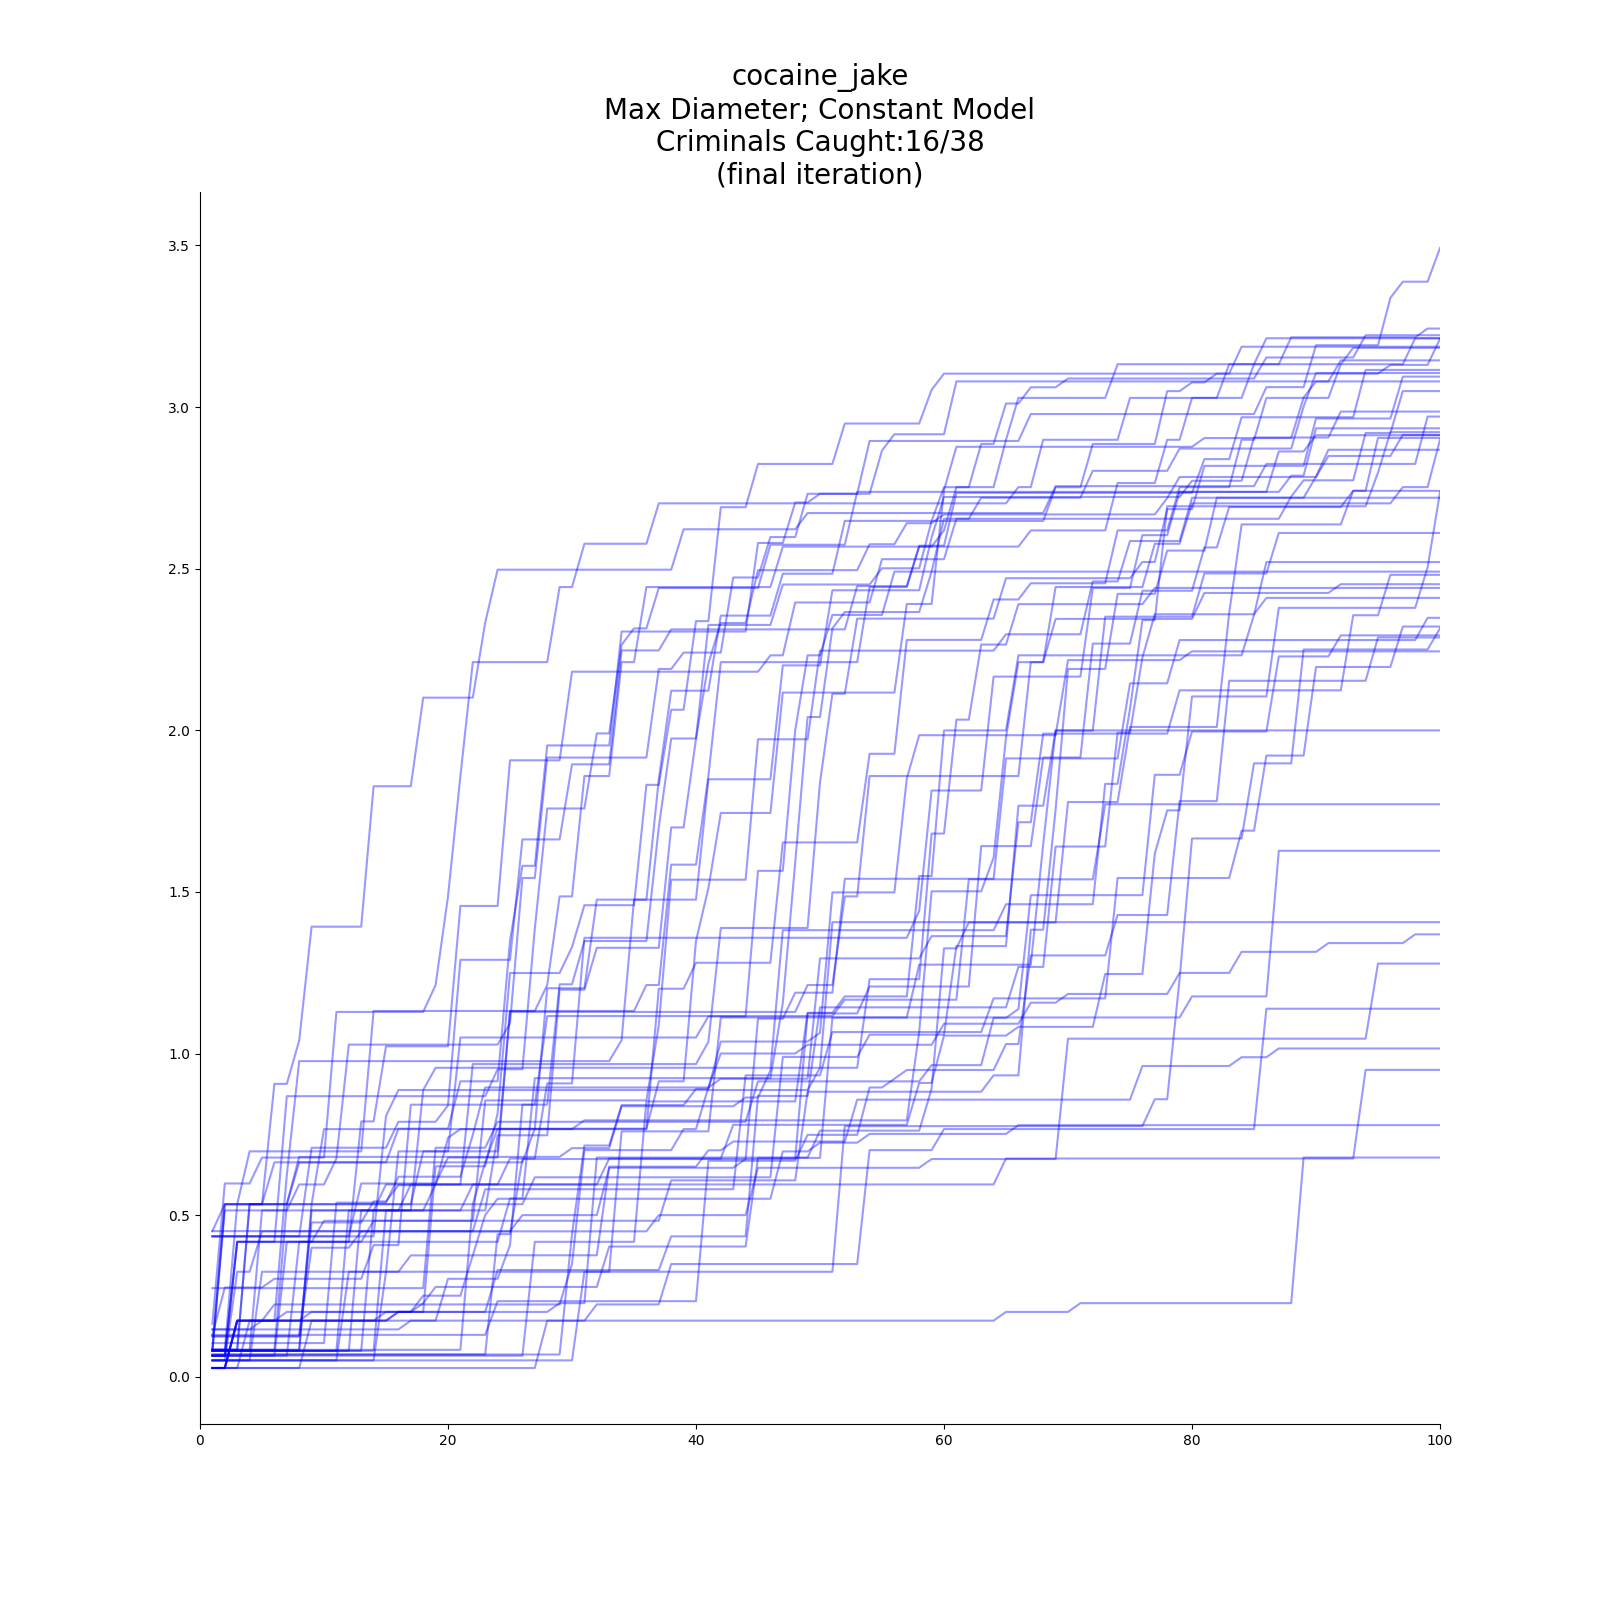 cocaine_jake
Max Diameter; Constant Model
Criminals Caught:16/38
(final iteration)
3.5
3.0
2.5
2.0
1.5
1.0
0.5
0.0
0 20 40 60 80 100